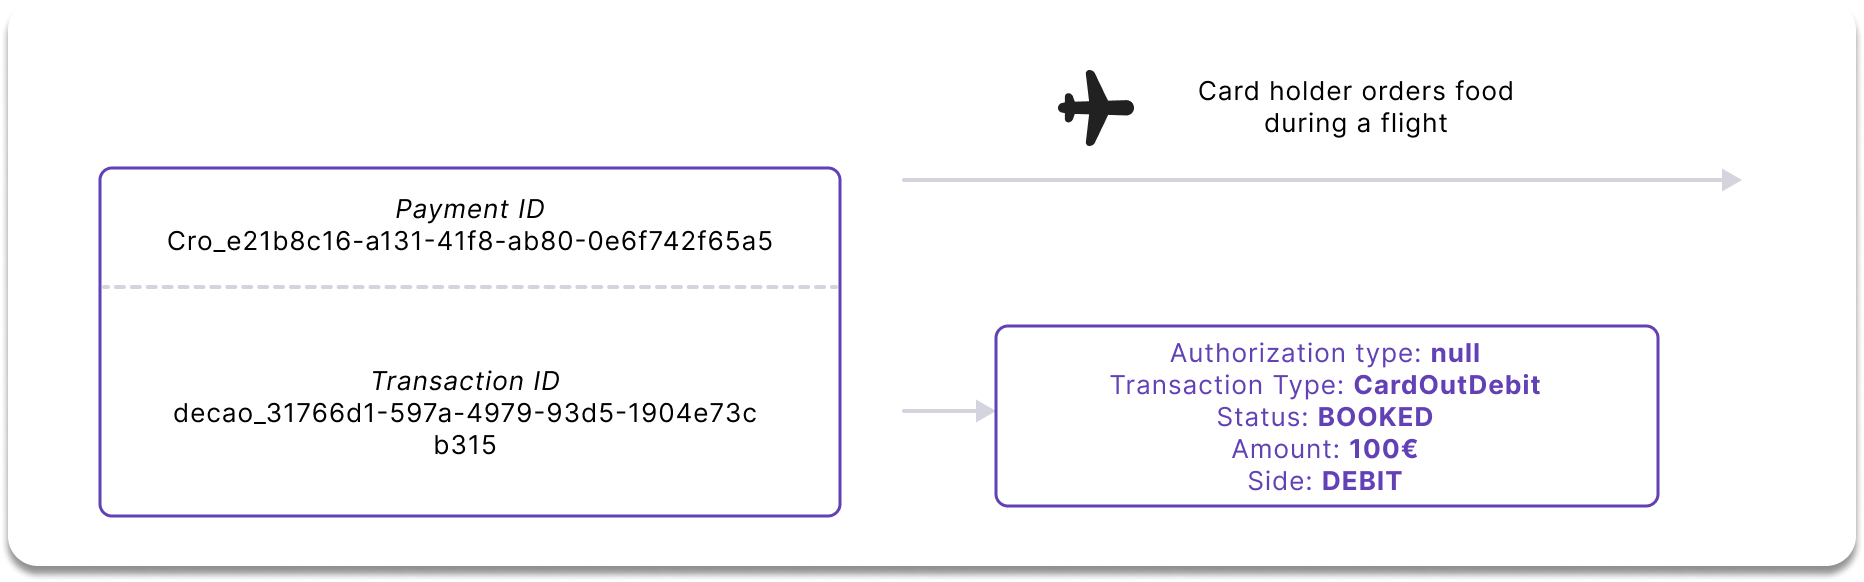 Card holder orders food
during a flight
Payment ID
Cro_e21b8c16-a131-41f8-ab80-0e6f742f65a5
Transaction ID
decao_31766d1-597a-4979-93d5-1904e73c
b315
Authorization type: null
Transaction Type: CardOutDebit
Status: BOOKED
Amount: 100€
Side: DEBIT